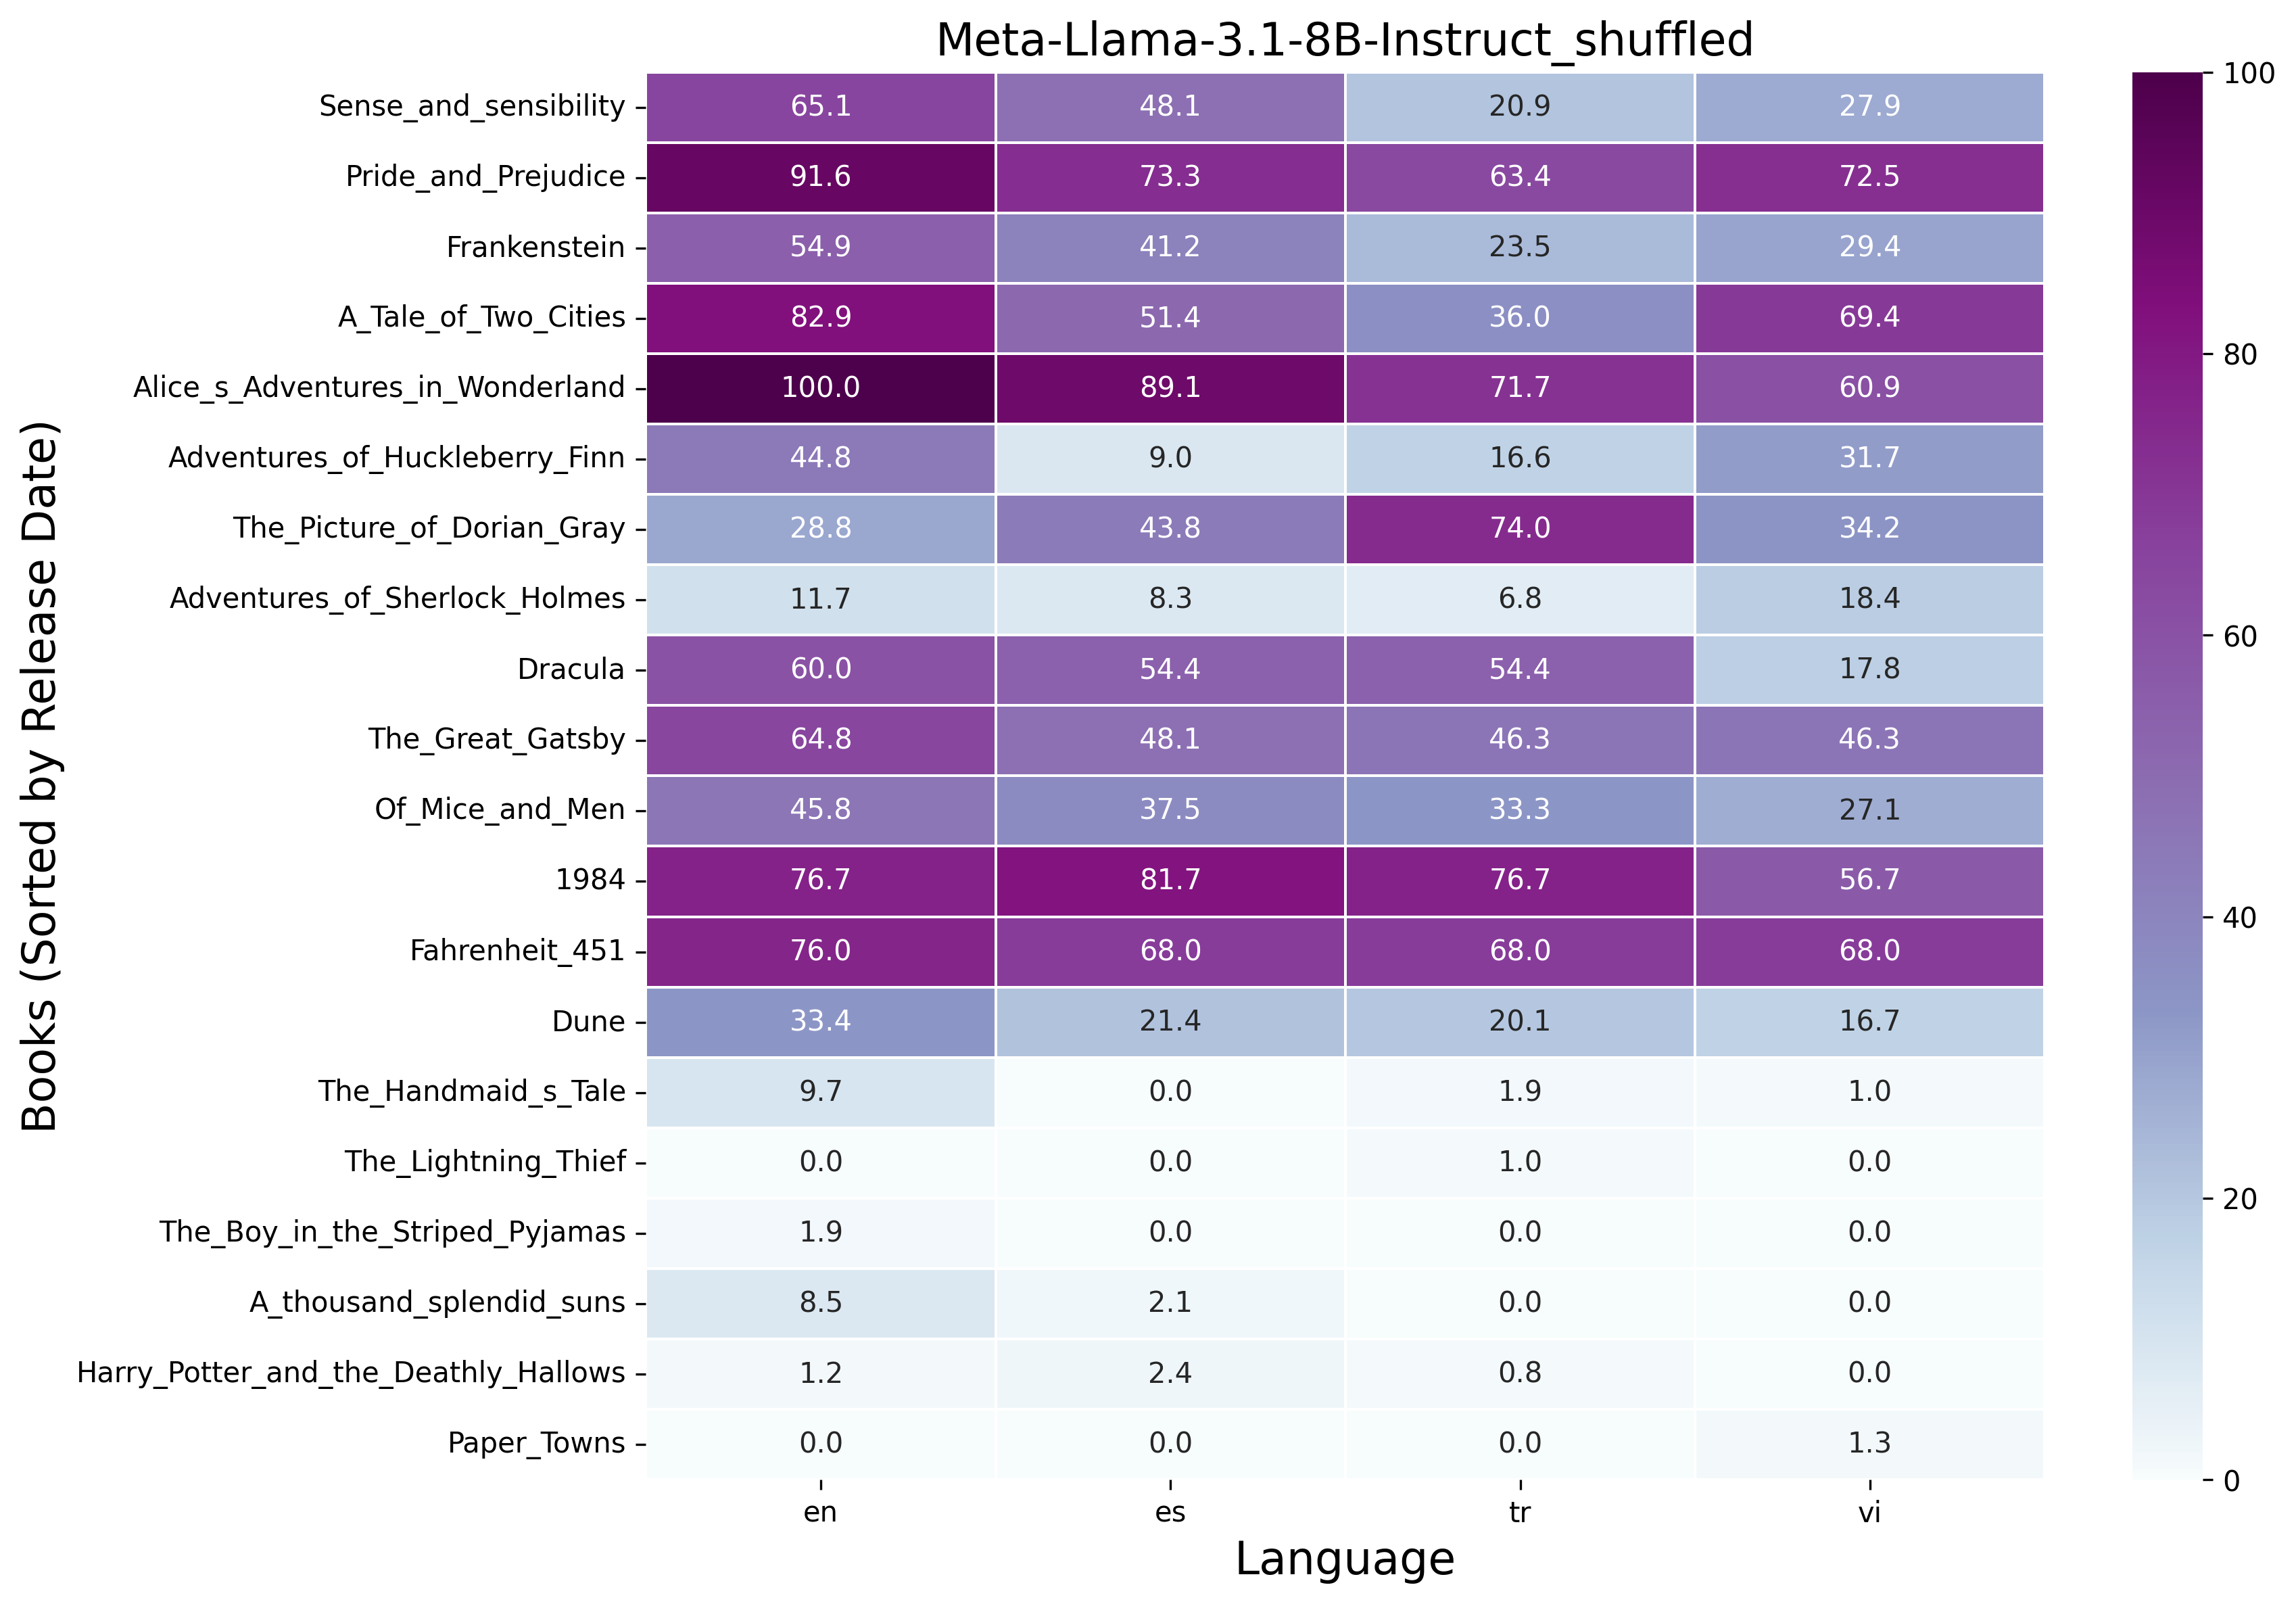 Meta-Llama-3.1-8B-Instruct_shuffled
Books (Sorted by Release Date)
Sense_and_sensibility 65.1 48.1 20.9 27.9
Pride_and_Prejudice 91.6 73.3 63.4 72.5
Frankenstein 54.9 41.2 23.5 29.4
A_Tale_of_Two_Cities 82.9 51.4 36.0 69.4
Alice_s_Adventures_in_Wonderland 100.0 89.1 71.7 60.9
Adventures_of_Huckleberry_Finn 44.8 9.0 16.6 31.7
The_Picture_of_Dorian_Gray 28.8 43.8 74.0 34.2
Adventures_of_Sherlock_Holmes 11.7 8.3 6.8 18.4
Dracula 60.0 54.4 54.4 17.8
The_Great_Gatsby 64.8 48.1 46.3 46.3
Of_Mice_and_Men 45.8 37.5 33.3 27.1
1984 76.7 81.7 76.7 56.7
Fahrenheit_451 76.0 68.0 68.0 68.0
Dune 33.4 21.4 20.1 16.7
The_Handmaid_s_Tale 9.7 0.0 1.9 1.0
The_Lightning_Thief 0.0 0.0 1.0 0.0
The_Boy_in_the_Striped_Pyjamas 1.9 0.0 0.0 0.0
A_thousand_splendid_suns 8.5 2.1 0.0 0.0
Harry_Potter_and_the_Deathly_Hallows 1.2 2.4 0.8 0.0
Paper_Towns 0.0 0.0 0.0 1.3
en es tr vi
Language
100
80
60
40
20
0